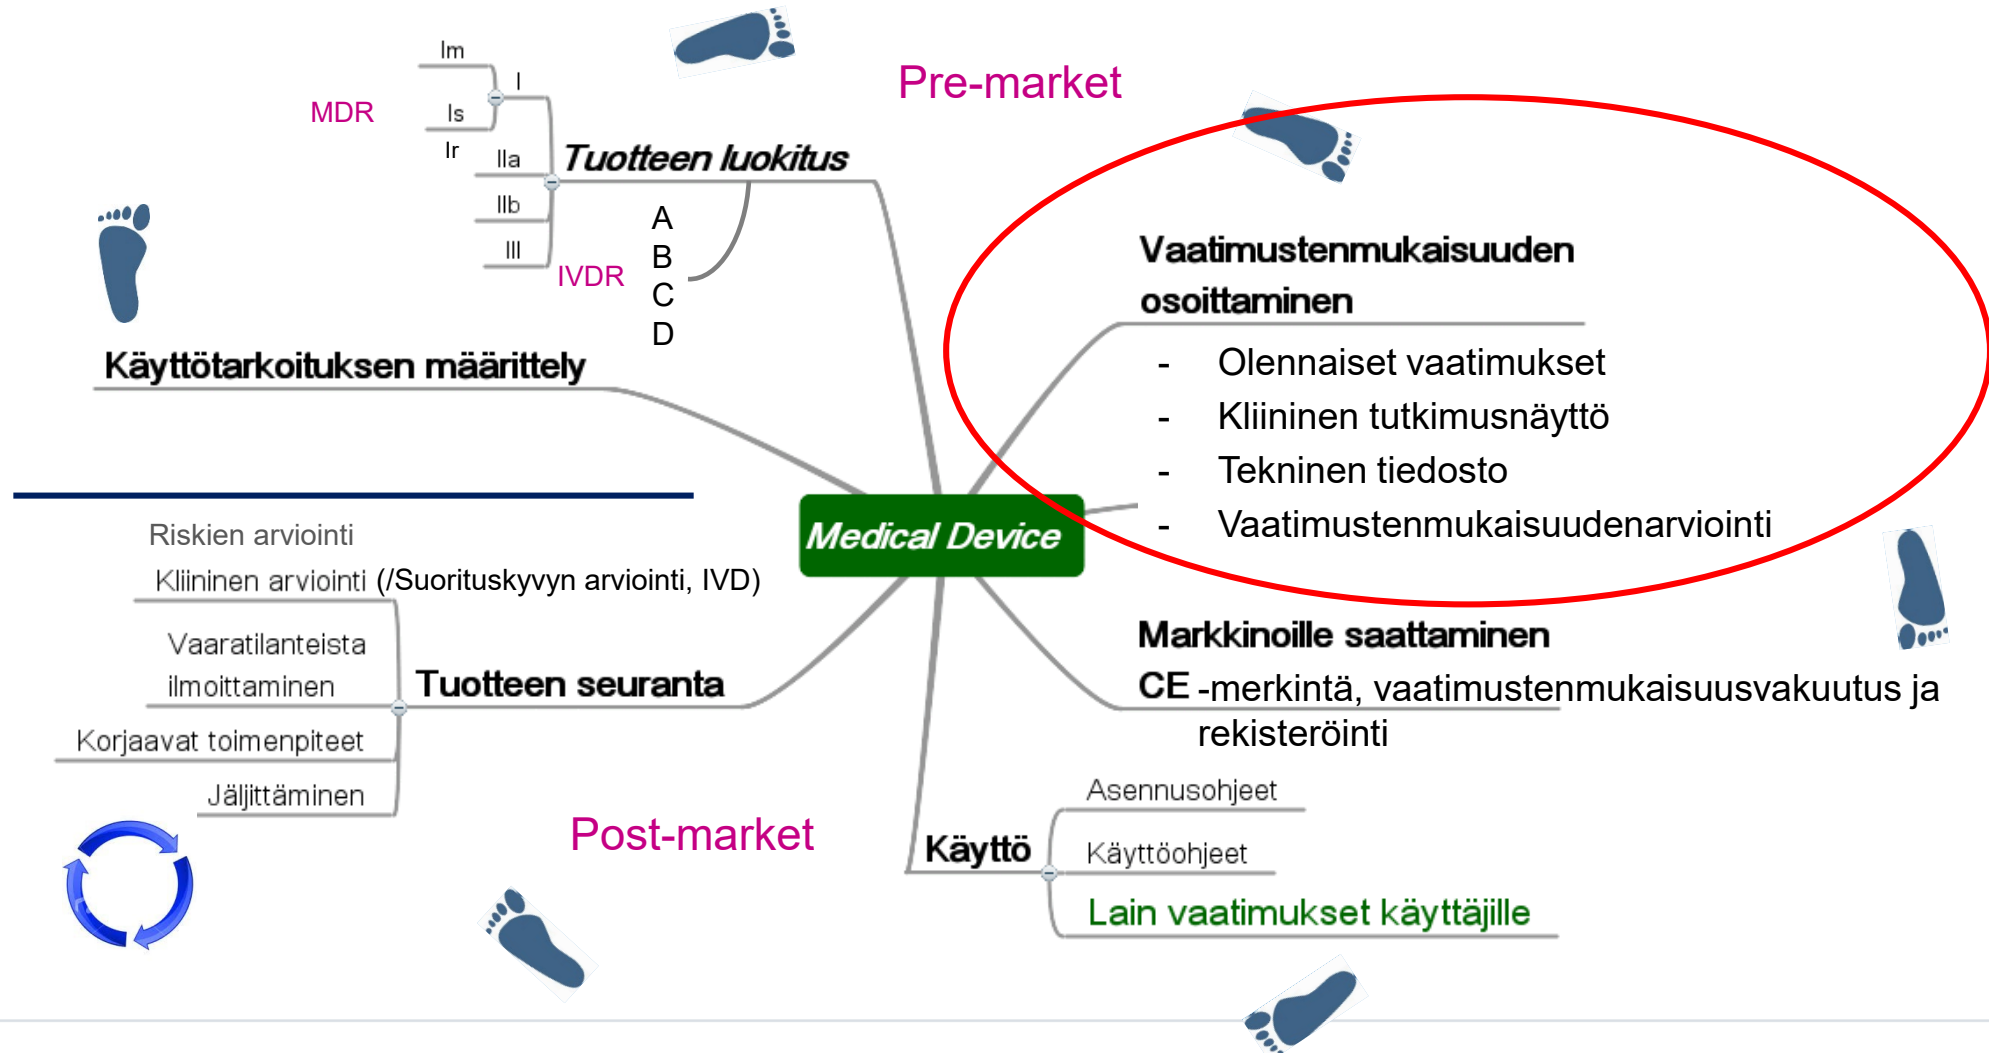 Pre-market
MDR
Im
I
Is
Ir
IIa
IIb
III
Tuotteen luokitus
IVDR
A
B
C
D
Käyttötarkoituksen määrittely
Vaatimustenmukaisuuden
osoittaminen
- Olennaiset vaatimukset
- Kliininen tutkimusnäyttö
- Tekninen tiedosto
- Vaatimustenmukaisuudenarviointi
Medical Device
Markkinoille saattaminen
CE -merkintä, vaatimustenmukaisuusvakuutus ja
rekisteröinti
Riskien arviointi
Kliininen arviointi (/Suorituskyvyn arviointi, IVD)
Vaaratilanteista
ilmoittaminen
Tuotteen seuranta
Korjaavat toimenpiteet
Jäljittäminen
Post-market
Käyttö
Asennusohjeet
Käyttöohjeet
Lain vaatimukset käyttäjille